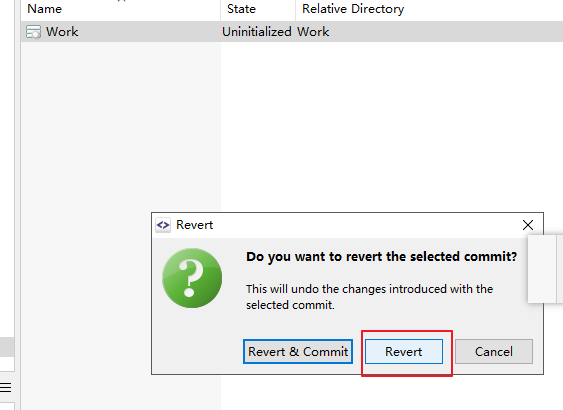 Name State Relative Directory
Work Uninitialized Work
Revert
Do you want to revert the selected commit?
This will undo the changes introduced with the
selected commit.
Revert & Commit Revert Cancel